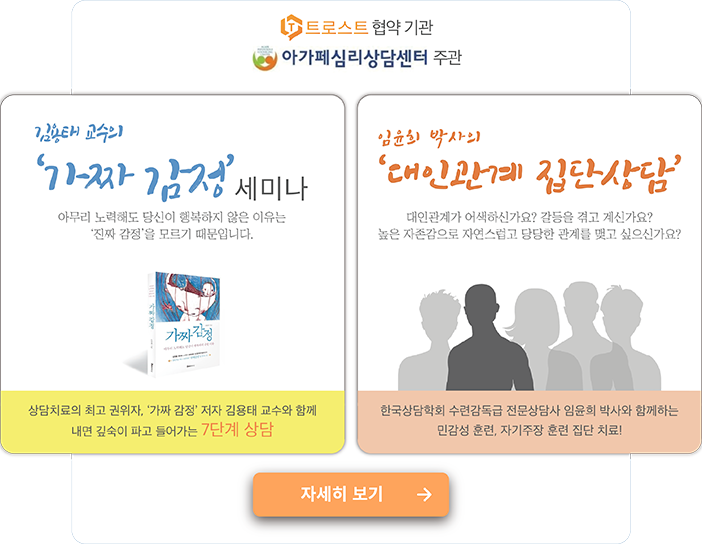 트로스트 협약 기관
아가페심리상담센터 주관
김용태 교수의
'가짜 감정' 세미나
아무리 노력해도 당신이 행복하지 않은 이유는
'진짜 감정'을 모르기 때문입니다.
가짜감정
가짜감정
상담치료의 최고 권위자, '가짜 감정' 저자 김용태 교수와 함께
내면 깊숙이 파고 들어가는 7단계 상담
임윤희 박사의
'대인관계 집단상담'
대인관계가 어색하신가요? 갈등을 겪고 계신가요?
높은 자존감으로 자연스럽고 당당한 관계를 맺고 싶으신가요?
한국상담학회 수련감독급 전문상담사 임윤희 박사와 함께하는
민감성 훈련, 자기주장 훈련 집단 치료!
자세히 보기